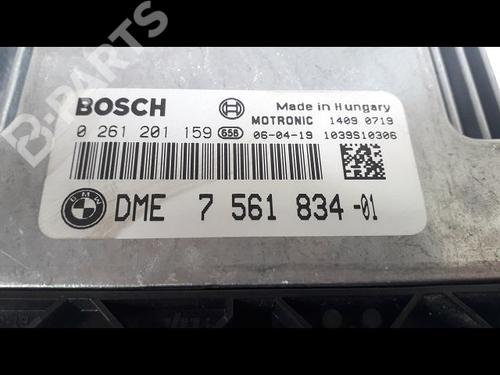 B-PARTS
BOSCH Made in Hungary
MOTRONIC 1409 0719
0 261 201 159 658 06-04-19 1039S10306
BMW DME 7 561 834-01